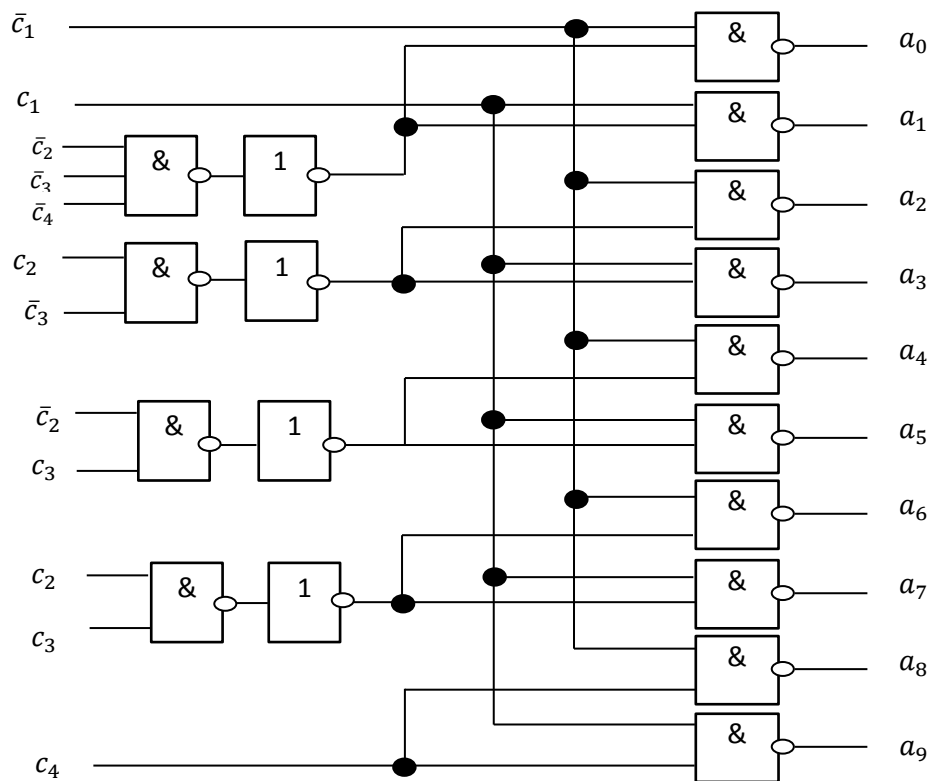 c̄₁ & a₀
c₁ & a₁
c̄₂ & 1
c̄₃
c̄₄
& a₂
c₂ & 1
c̄₃
& a₃
& a₄
c̄₂ & 1
c₃
& a₅
& a₆
c₂ & 1
c₃
& a₇
& a₈
c₄ & a₉